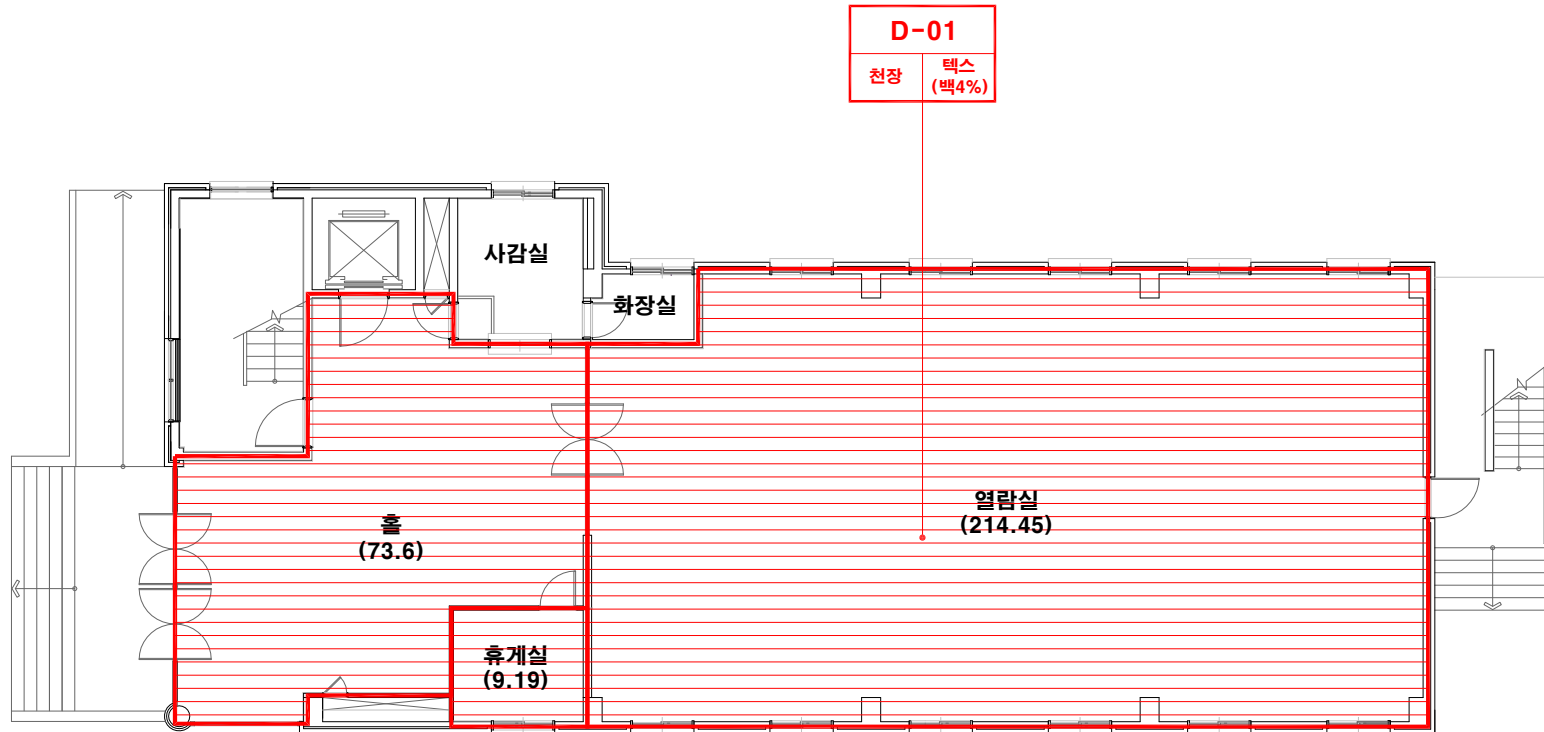 D-01
천장
텍스
(백4%)
사감실
화장실
열람실
(214.45)
홀
(73.6)
휴게실
(9.19)